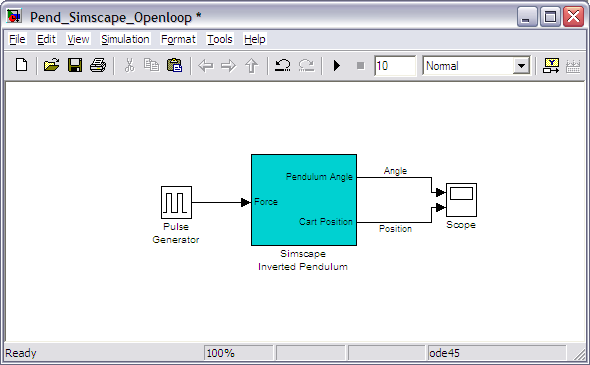 Pend_Simscape_Openloop *
File Edit View Simulation Format Tools Help
10 Normal
Pendulum Angle
Angle
Force
Cart Position
Position
Pulse
Generator
Scope
Simscape
Inverted Pendulum
Ready 100% ode45